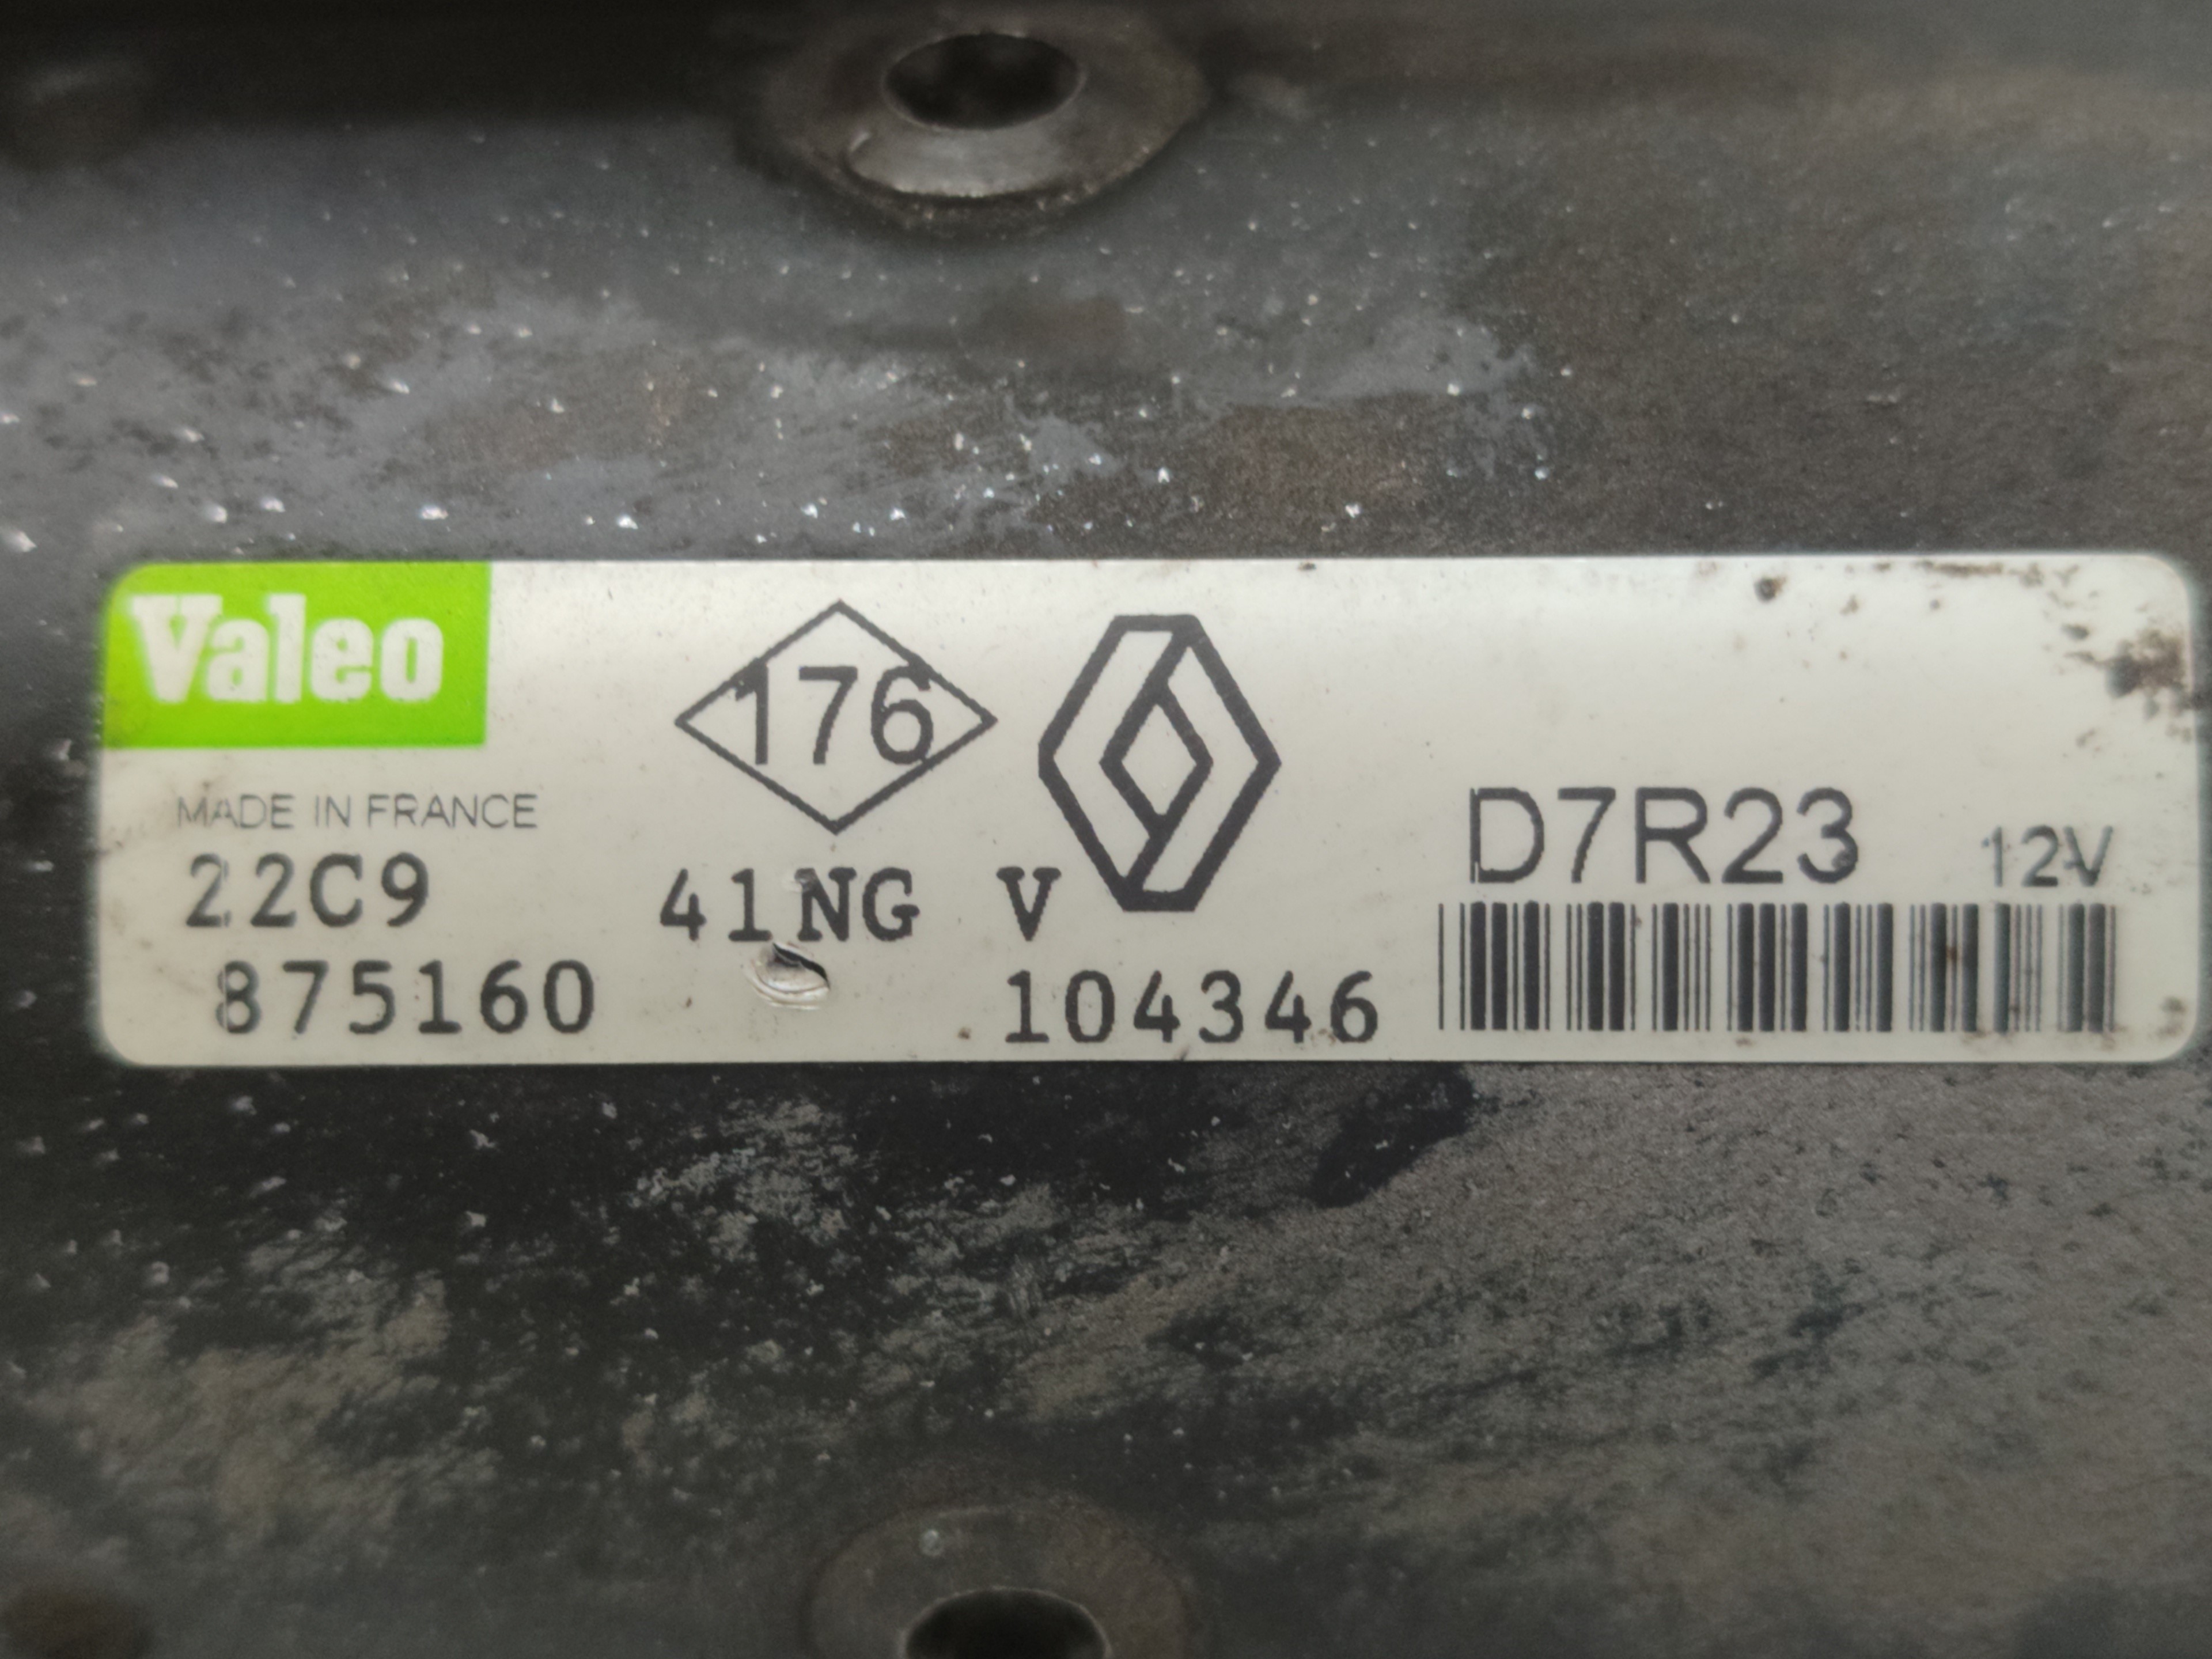 Valeo
176
MADE IN FRANCE
D7R23 12V
22C9 41NG V
875160 104346